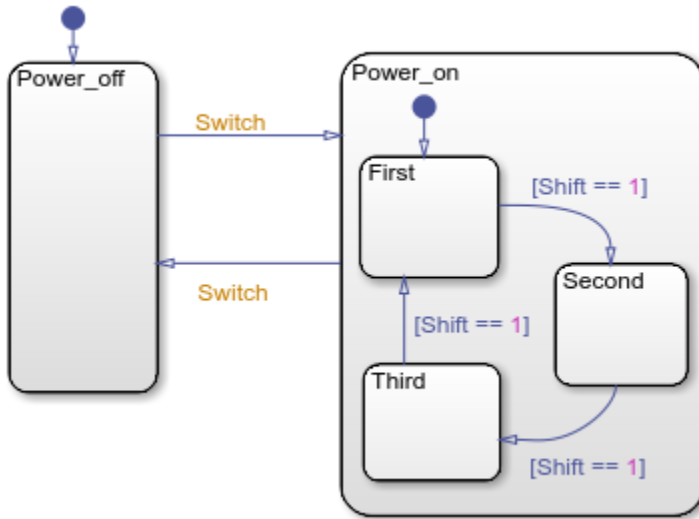 Power_off
Power_on
Switch
First
[Shift == 1]
Second
Switch
[Shift == 1]
Third
[Shift == 1]